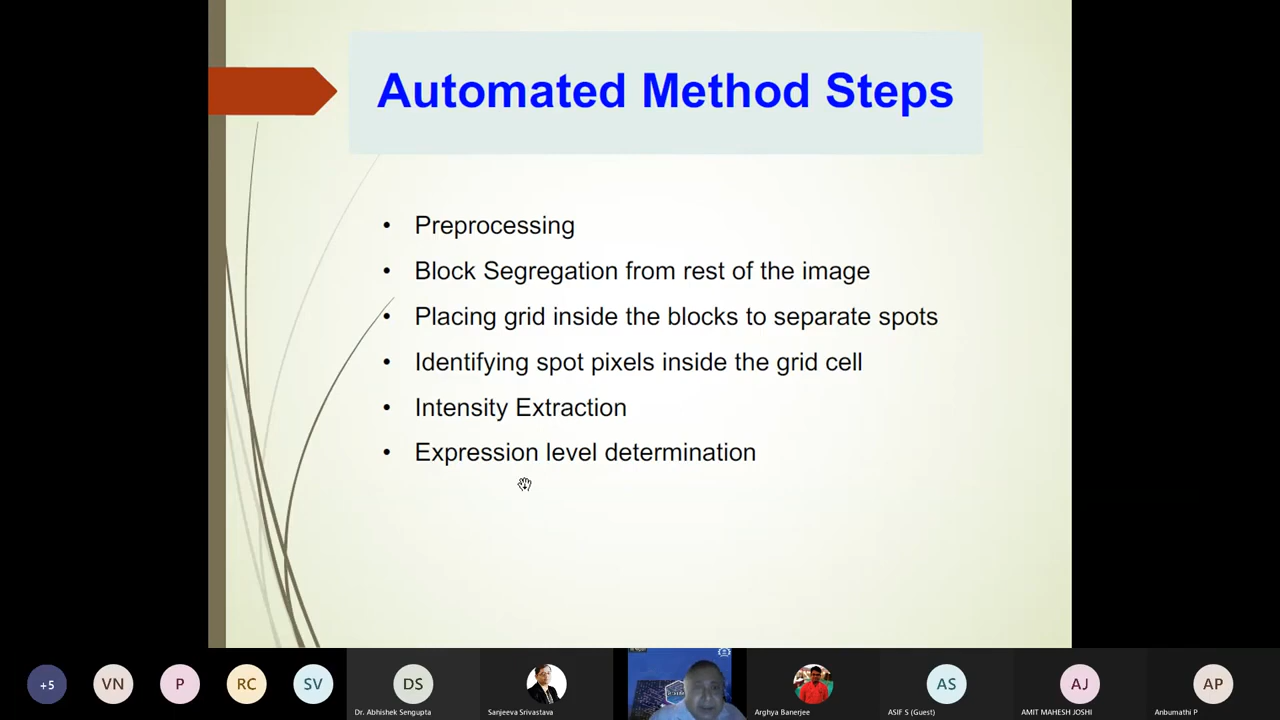 Automated Method Steps
• Preprocessing
• Block Segregation from rest of the image
• Placing grid inside the blocks to separate spots
• Identifying spot pixels inside the grid cell
• Intensity Extraction
• Expression level determination
+5
VN
P
RC
SV
DS
AS
AJ
AP
Dr. Abhishek Sengupta
Sanjeeva Srivastava
Arghya Banerjee
ASIF S (Guest)
AMIT MAHESH JOSHI
Anbumathi P